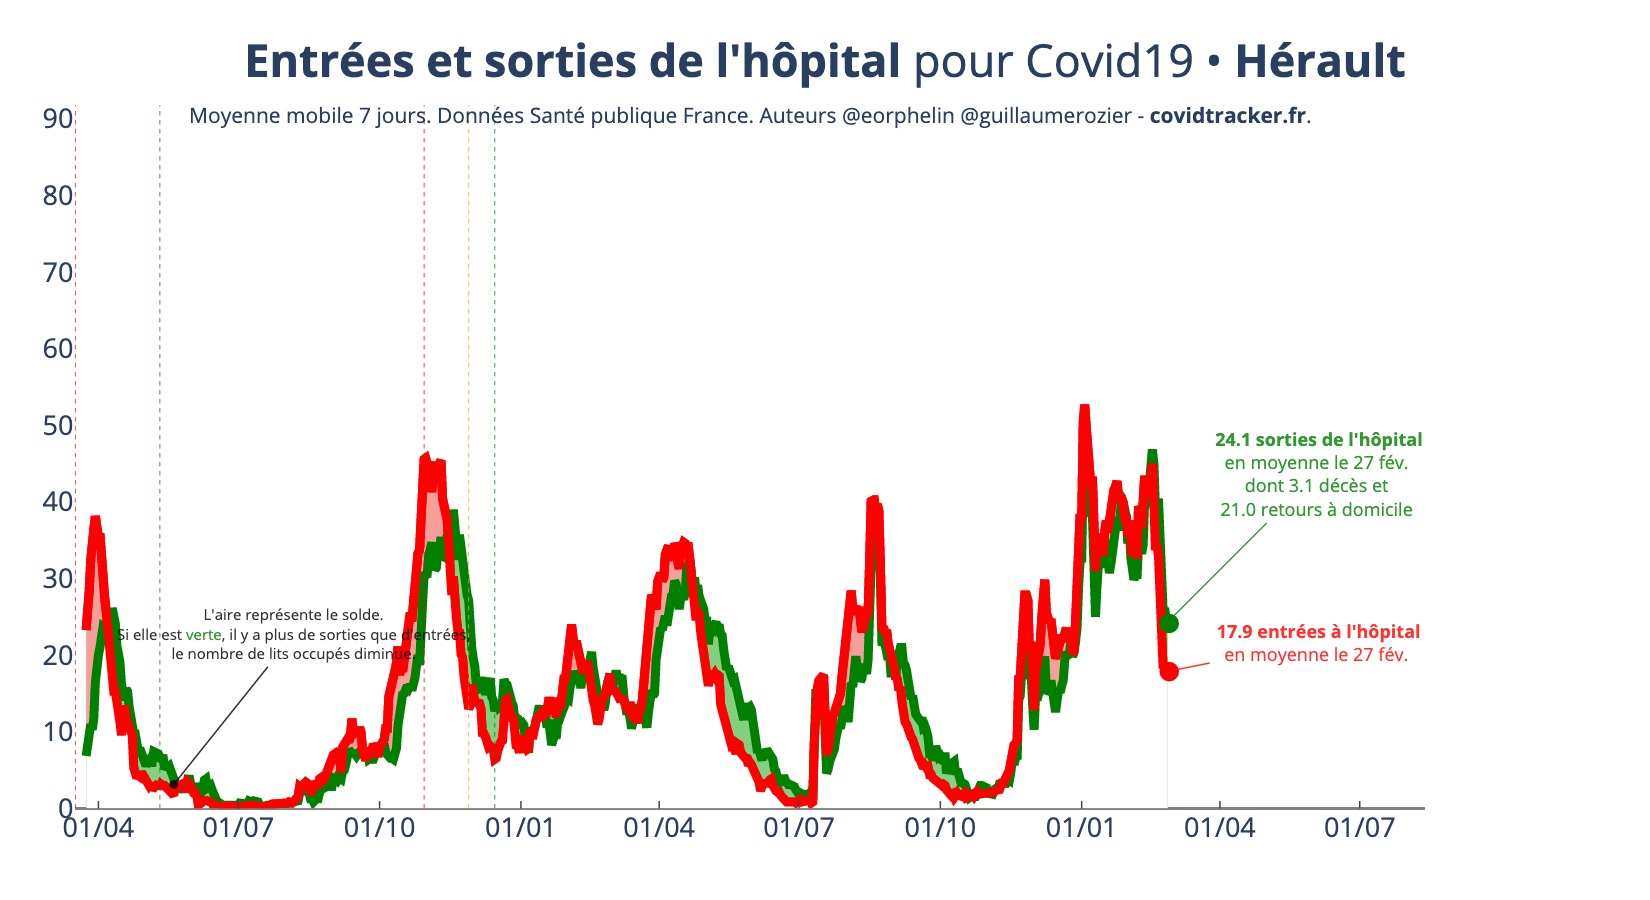 Entrées et sorties de l'hôpital pour Covid19 • Hérault
Moyenne mobile 7 jours. Données Santé publique France. Auteurs @eorphelin @guillaumerozier - covidtracker.fr.
90
80
70
60
50
40
30
20
10
0
24.1 sorties de l'hôpital
en moyenne le 27 fév.
dont 3.1 décès et
21.0 retours à domicile
L'aire représente le solde.
Si elle est verte, il y a plus de sorties que d'entrées,
le nombre de lits occupés diminue.
17.9 entrées à l'hôpital
en moyenne le 27 fév.
01/04 01/07 01/10 01/01 01/04 01/07 01/10 01/01 01/04 01/07